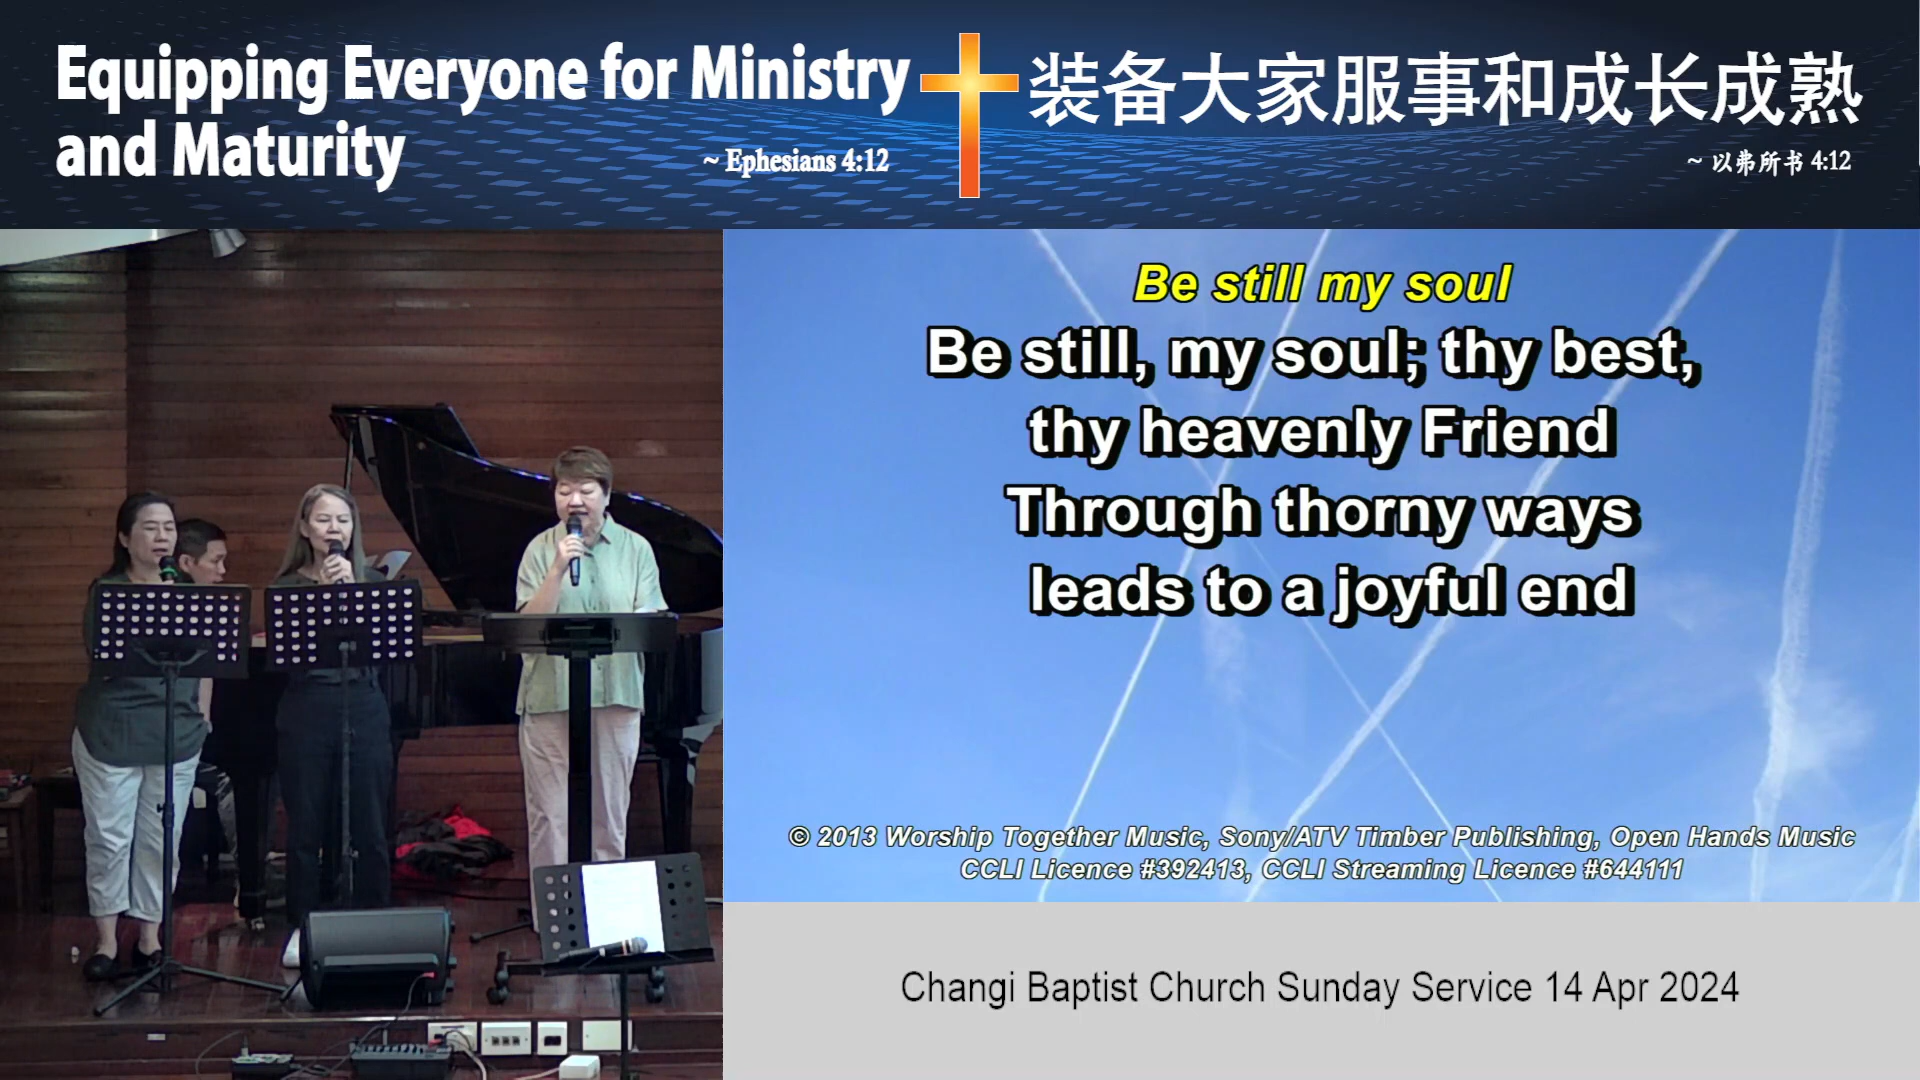 Equipping Everyone for Ministry
and Maturity
~ Ephesians 4:12
装备大家服事和成长成熟
~ 以弗所书 4:12
Be still my soul
Be still, my soul; thy best,
thy heavenly Friend
Through thorny ways
leads to a joyful end
© 2013 Worship Together Music, Sony/ATV Timber Publishing, Open Hands Music
CCLI Licence #392413, CCLI Streaming Licence #644111
Changi Baptist Church Sunday Service 14 Apr 2024